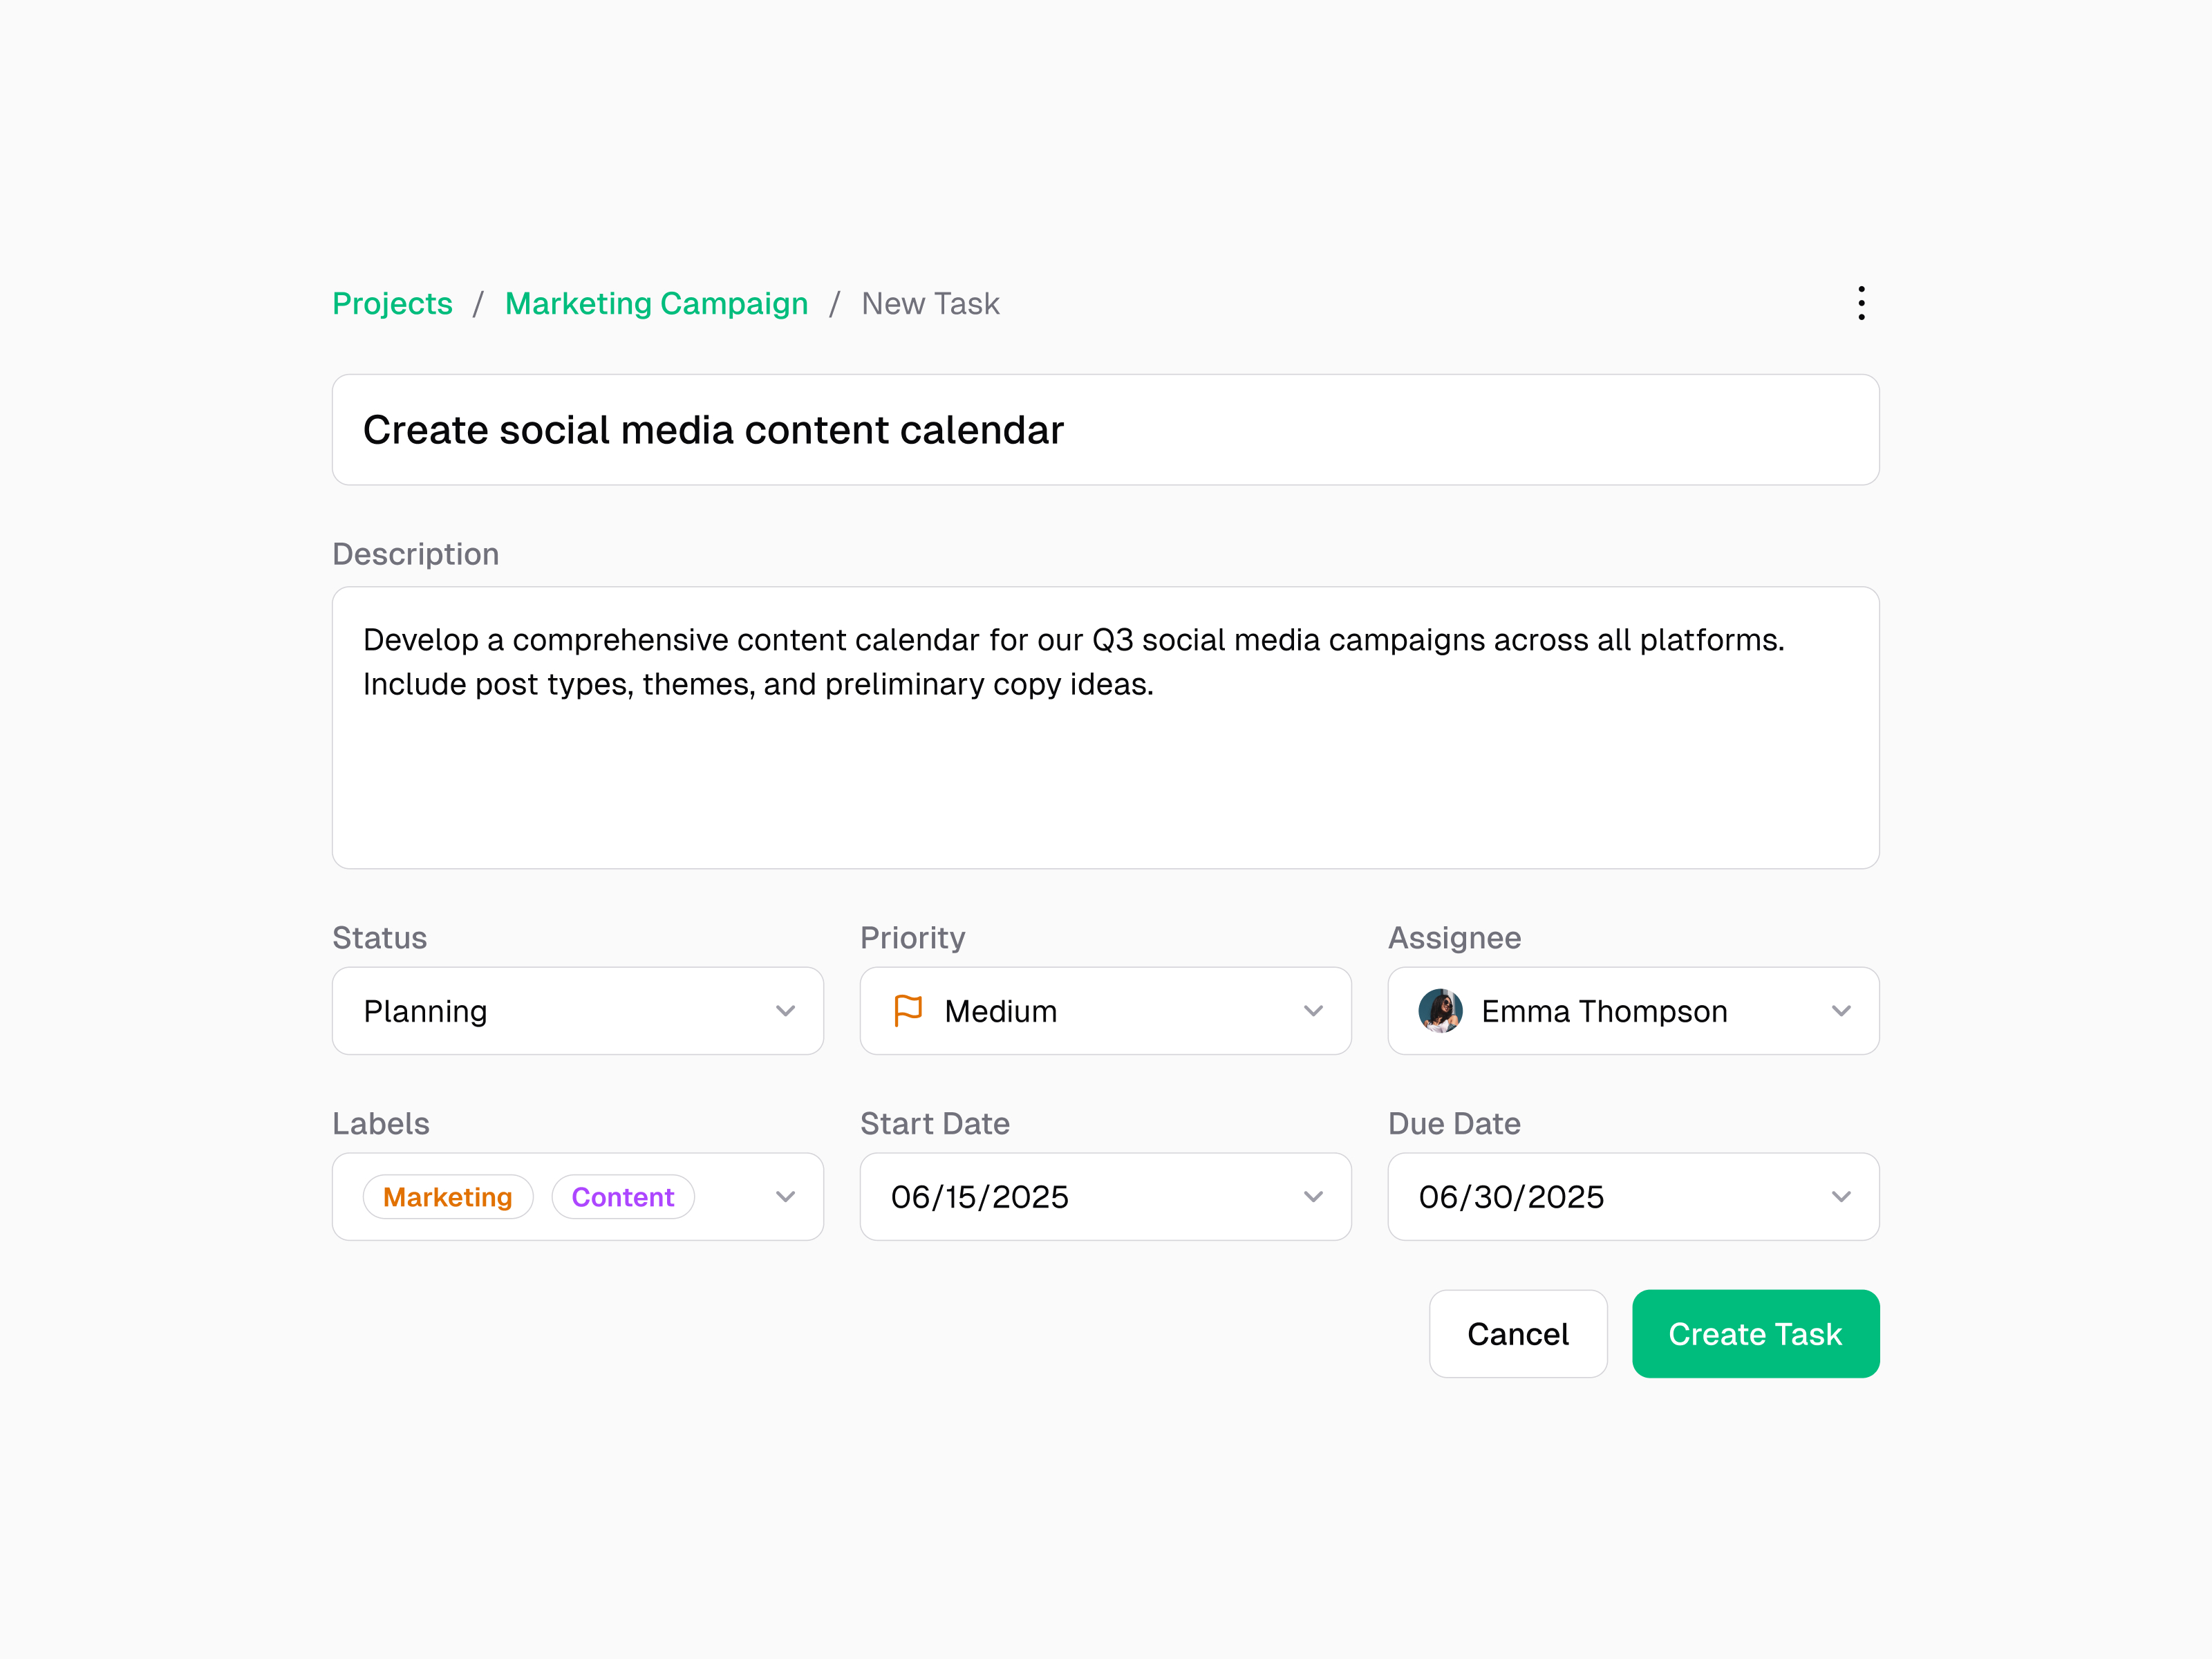 Projects / Marketing Campaign / New Task
Create social media content calendar
Description
Develop a comprehensive content calendar for our Q3 social media campaigns across all platforms.
Include post types, themes, and preliminary copy ideas.
Status Priority Assignee
Planning Medium Emma Thompson
Labels Start Date Due Date
Marketing Content 06/15/2025 06/30/2025
Cancel Create Task